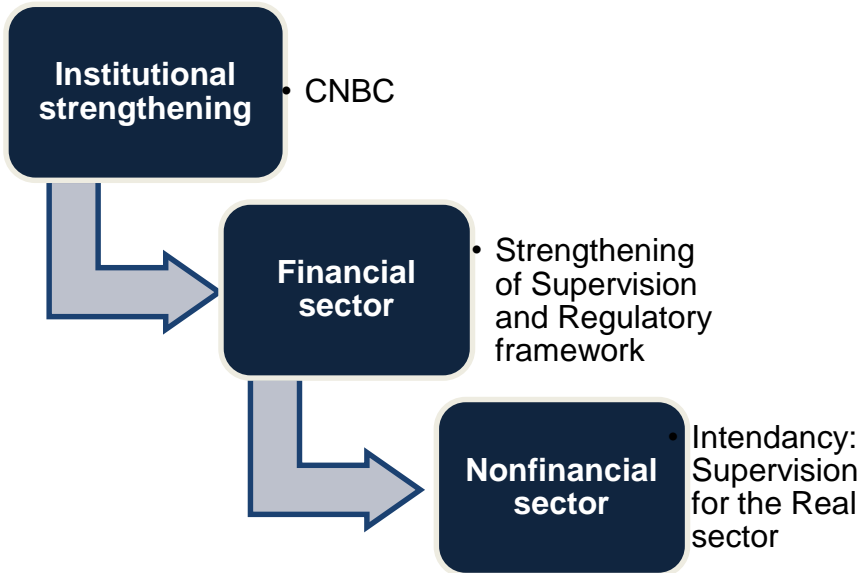 Institutional
strengthening
• CNBC
Financial
sector
• Strengthening
of Supervision
and Regulatory
framework
Nonfinancial
sector
• Intendancy:
Supervision
for the Real
sector